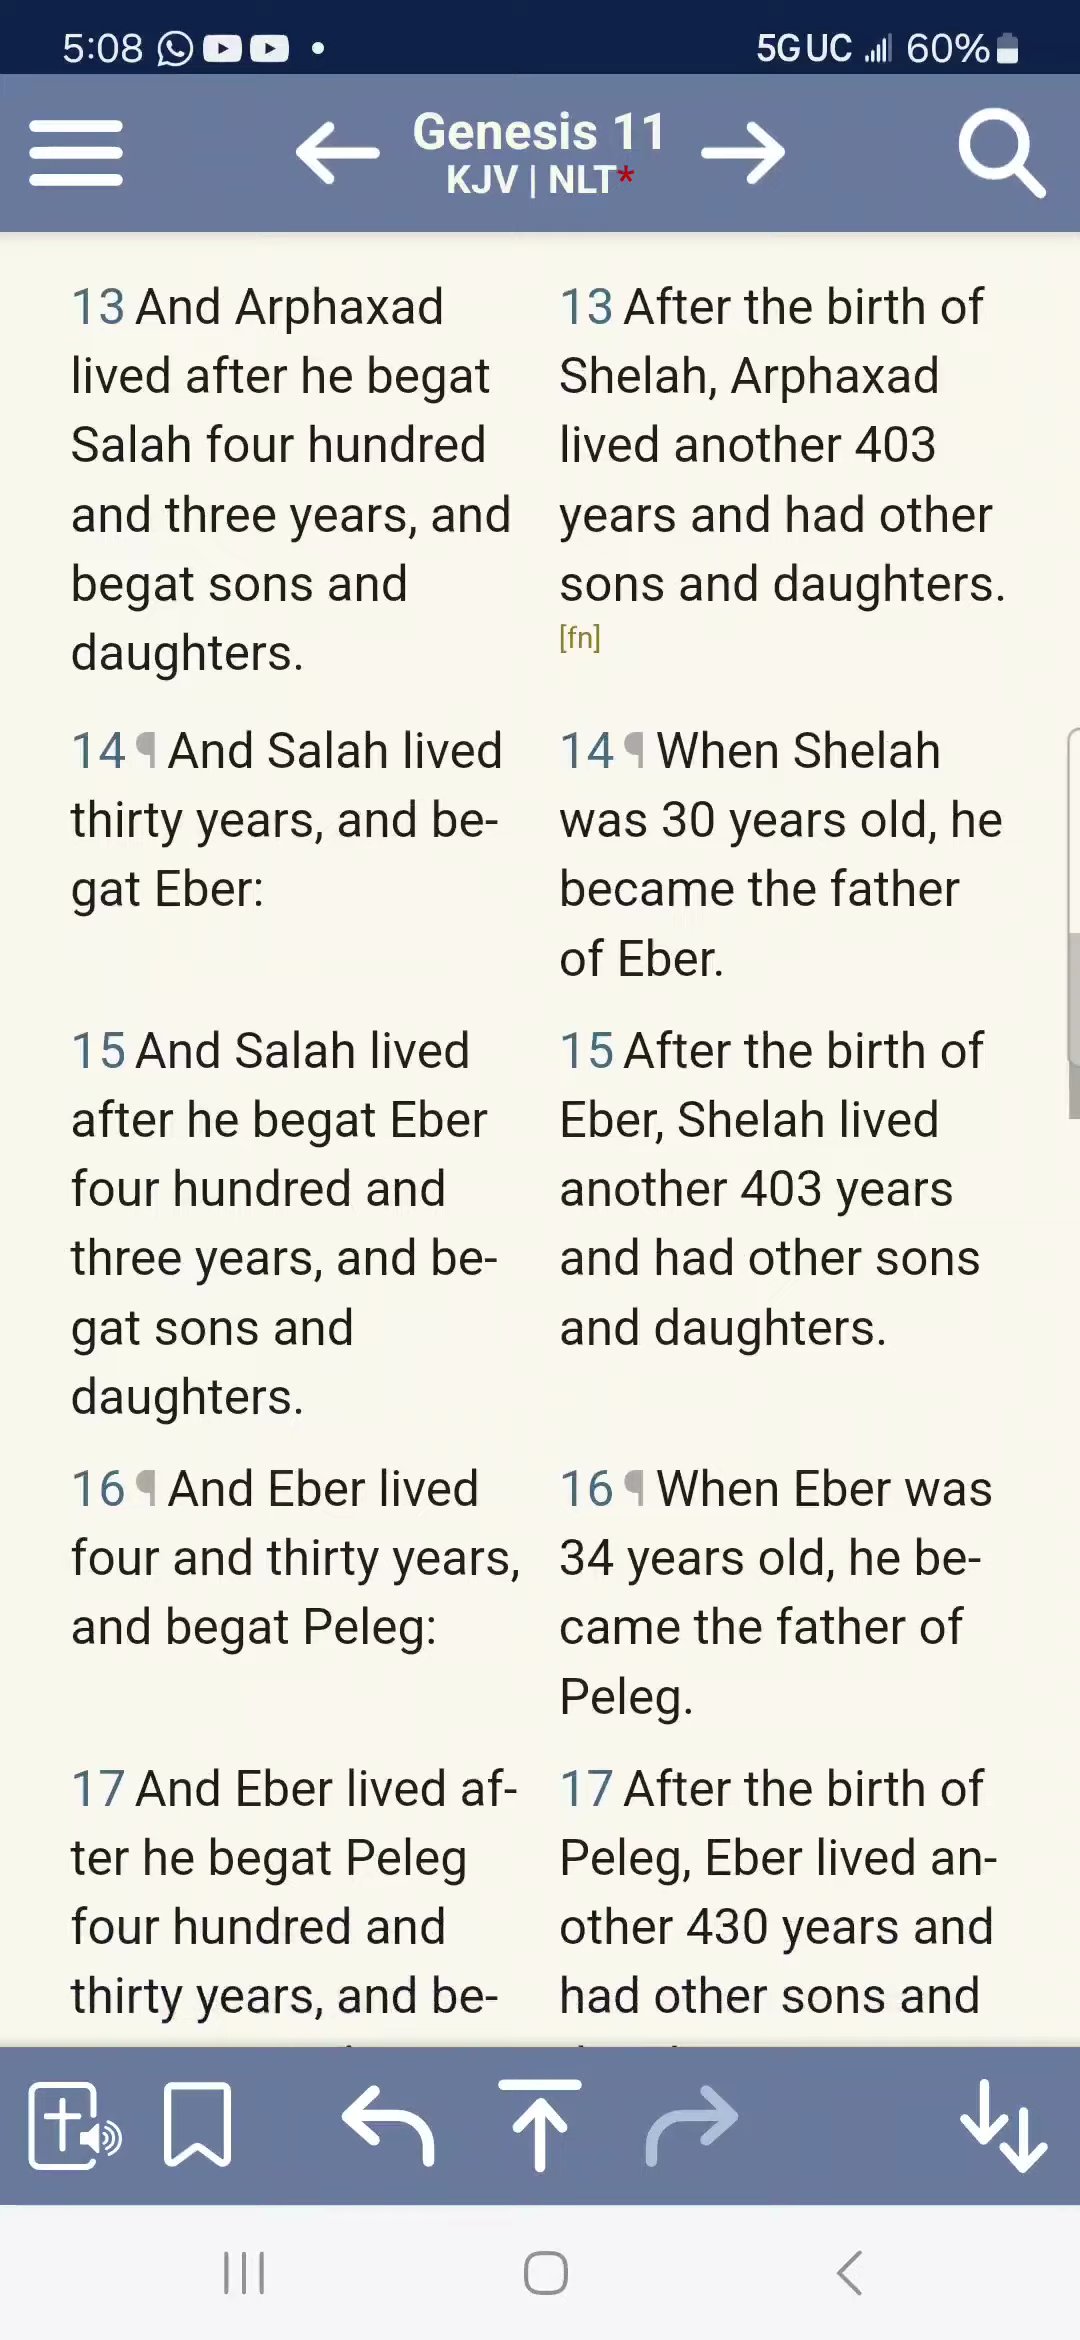 5:08
5G UC 60%
Genesis 11
KJV | NLT*
13 And Arphaxad
lived after he begat
Salah four hundred
and three years, and
begat sons and
daughters.
14 ¶ And Salah lived
thirty years, and be-
gat Eber:
15 And Salah lived
after he begat Eber
four hundred and
three years, and be-
gat sons and
daughters.
16 ¶ And Eber lived
four and thirty years,
and begat Peleg:
17 And Eber lived af-
ter he begat Peleg
four hundred and
thirty years, and be-
13 After the birth of
Shelah, Arphaxad
lived another 403
years and had other
sons and daughters.
[fn]
14 ¶ When Shelah
was 30 years old, he
became the father
of Eber.
15 After the birth of
Eber, Shelah lived
another 403 years
and had other sons
and daughters.
16 ¶ When Eber was
34 years old, he be-
came the father of
Peleg.
17 After the birth of
Peleg, Eber lived an-
other 430 years and
had other sons and